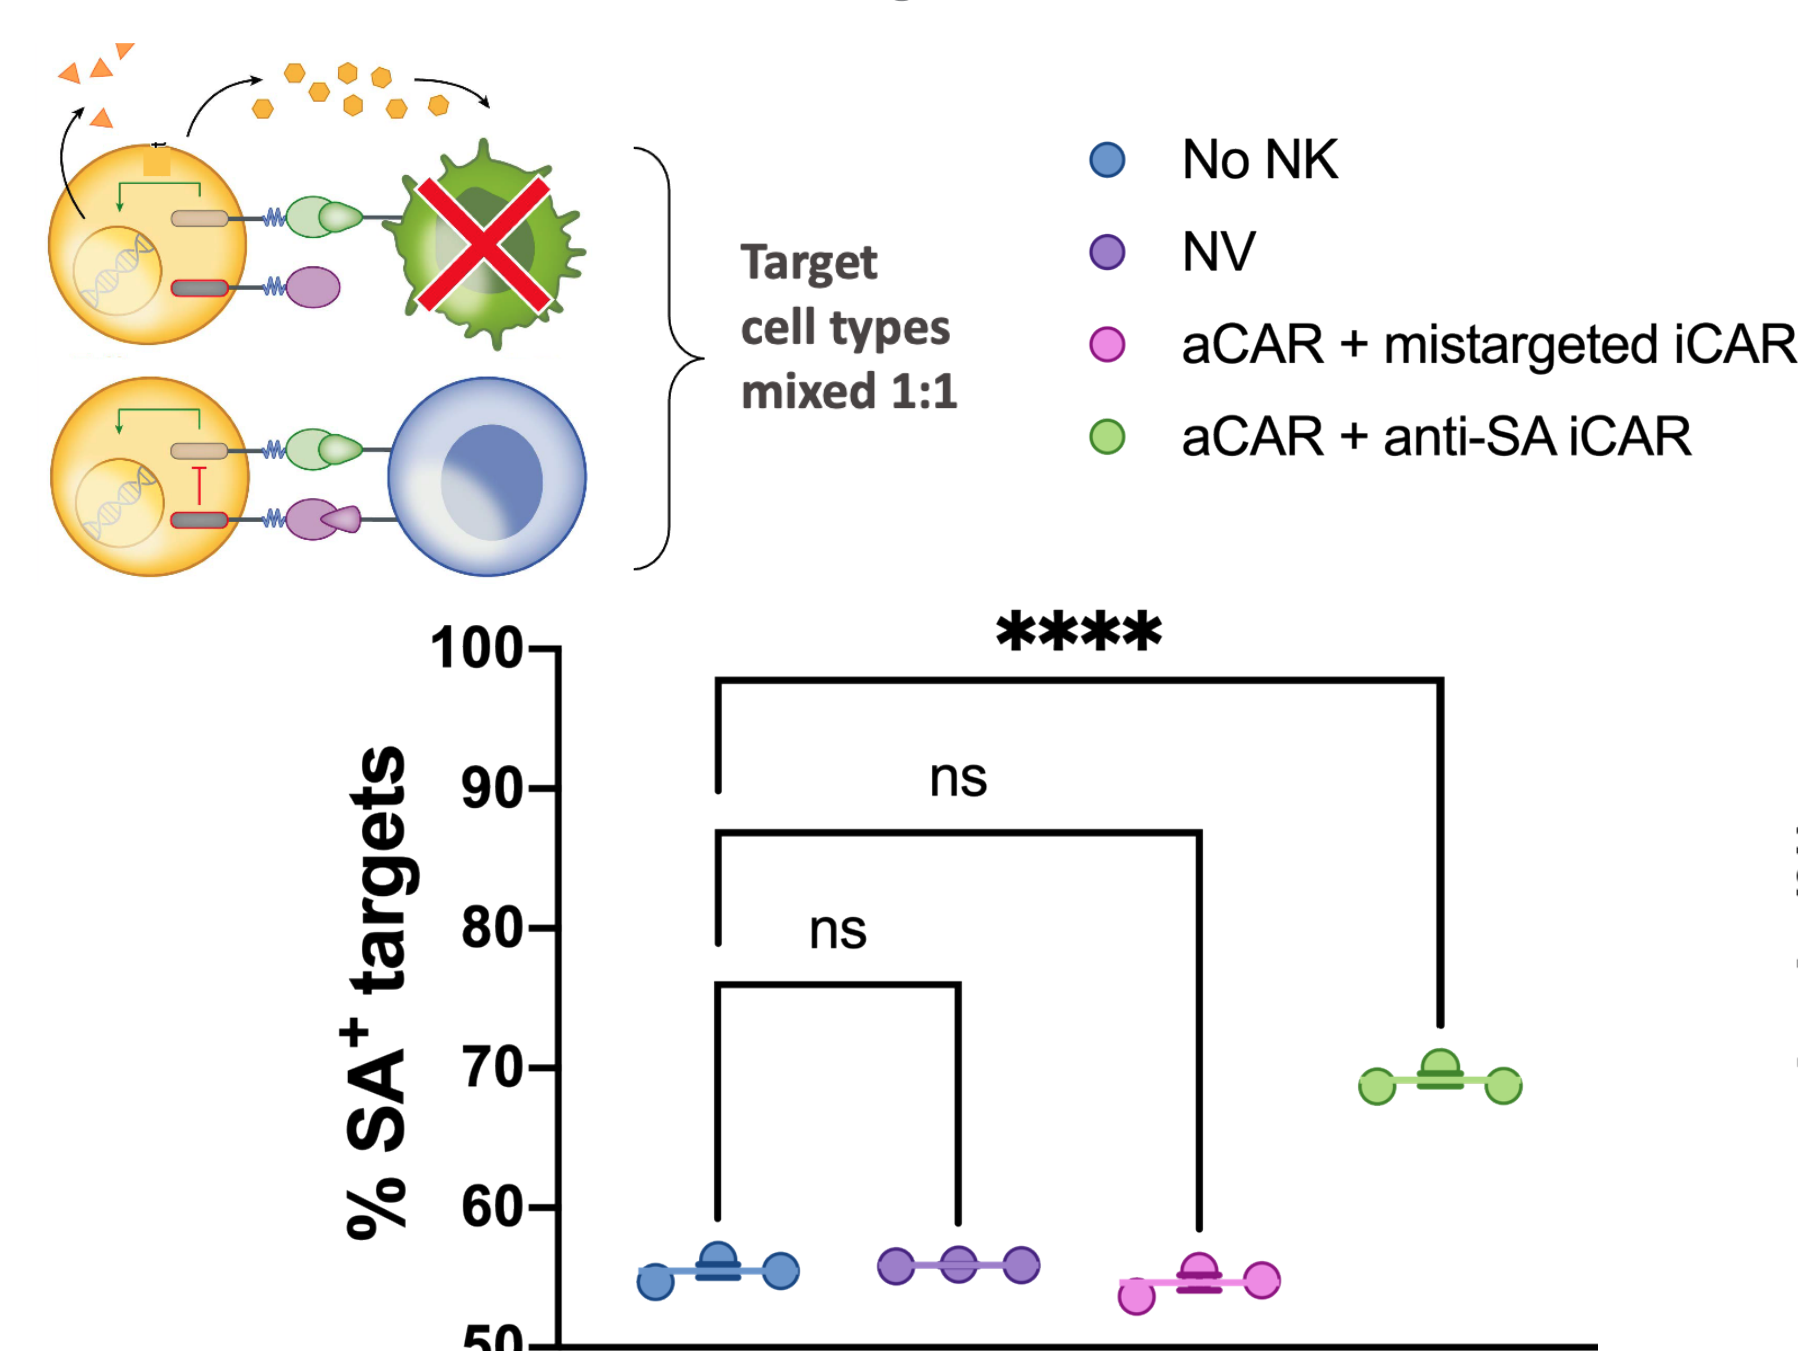 Target
cell types
mixed 1:1
No NK
NV
aCAR + mistargeted iCAR
aCAR + anti-SA iCAR
****
ns
ns
% SA⁺ targets
100
90
80
70
60
50